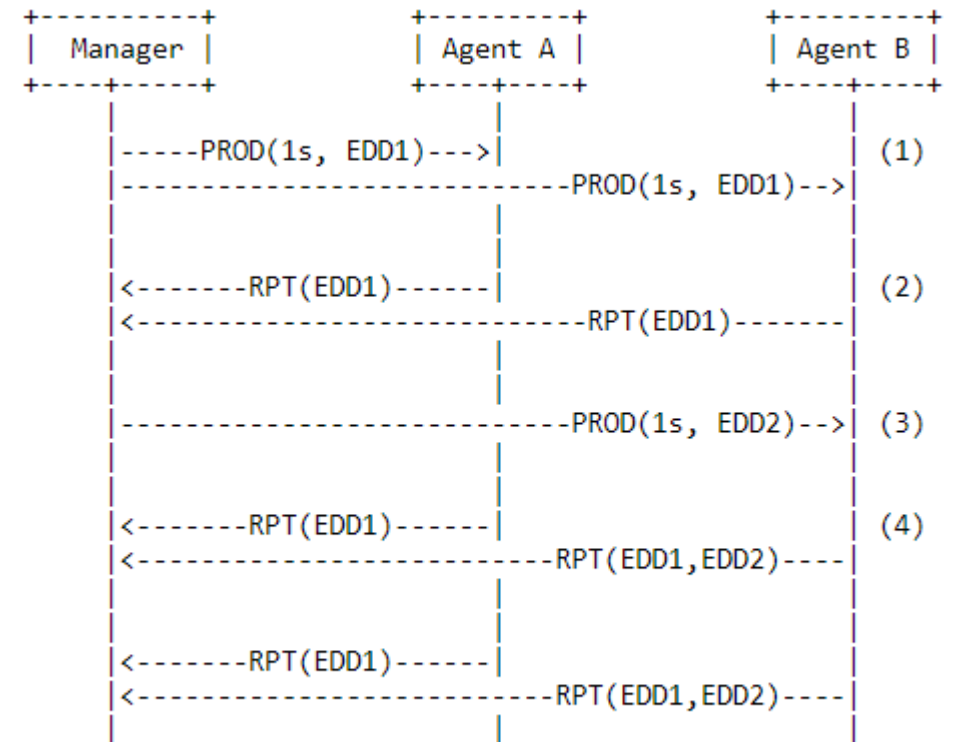 +----------+ +---------+ +---------+
| Manager | | Agent A | | Agent B |
+----+-----+ +----+----+ +----+----+
| | |
|-----PROD(1s, EDD1)--->| | (1)
|----------------------------PROD(1s, EDD1)-->|
| | |
| | |
|<-------RPT(EDD1)------| | (2)
|<----------------------------RPT(EDD1)-------|
| | |
| | |
|----------------------------PROD(1s, EDD2)-->| (3)
| | |
| | |
|<-------RPT(EDD1)------| | (4)
|<--------------------------RPT(EDD1,EDD2)----|
| | |
| | |
|<-------RPT(EDD1)------| |
|<--------------------------RPT(EDD1,EDD2)----|
| | |